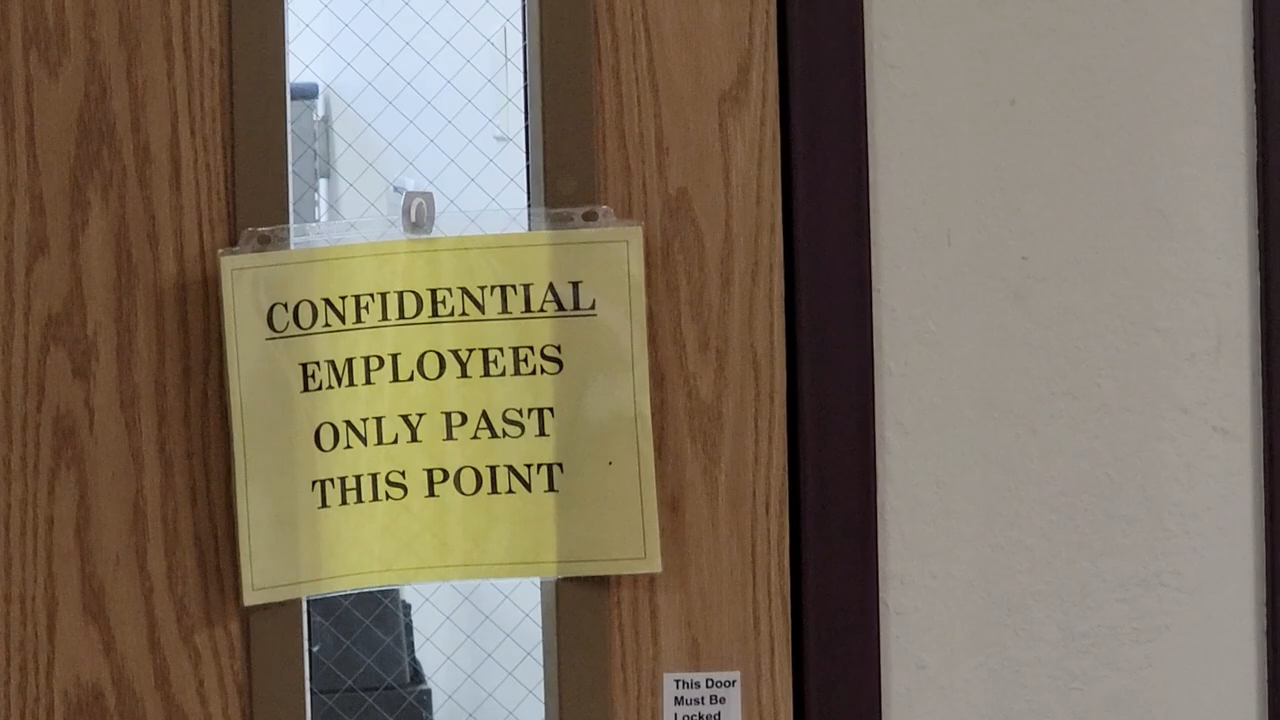 CONFIDENTIAL
EMPLOYEES
ONLY PAST
THIS POINT
This Door
Must Be
Locked